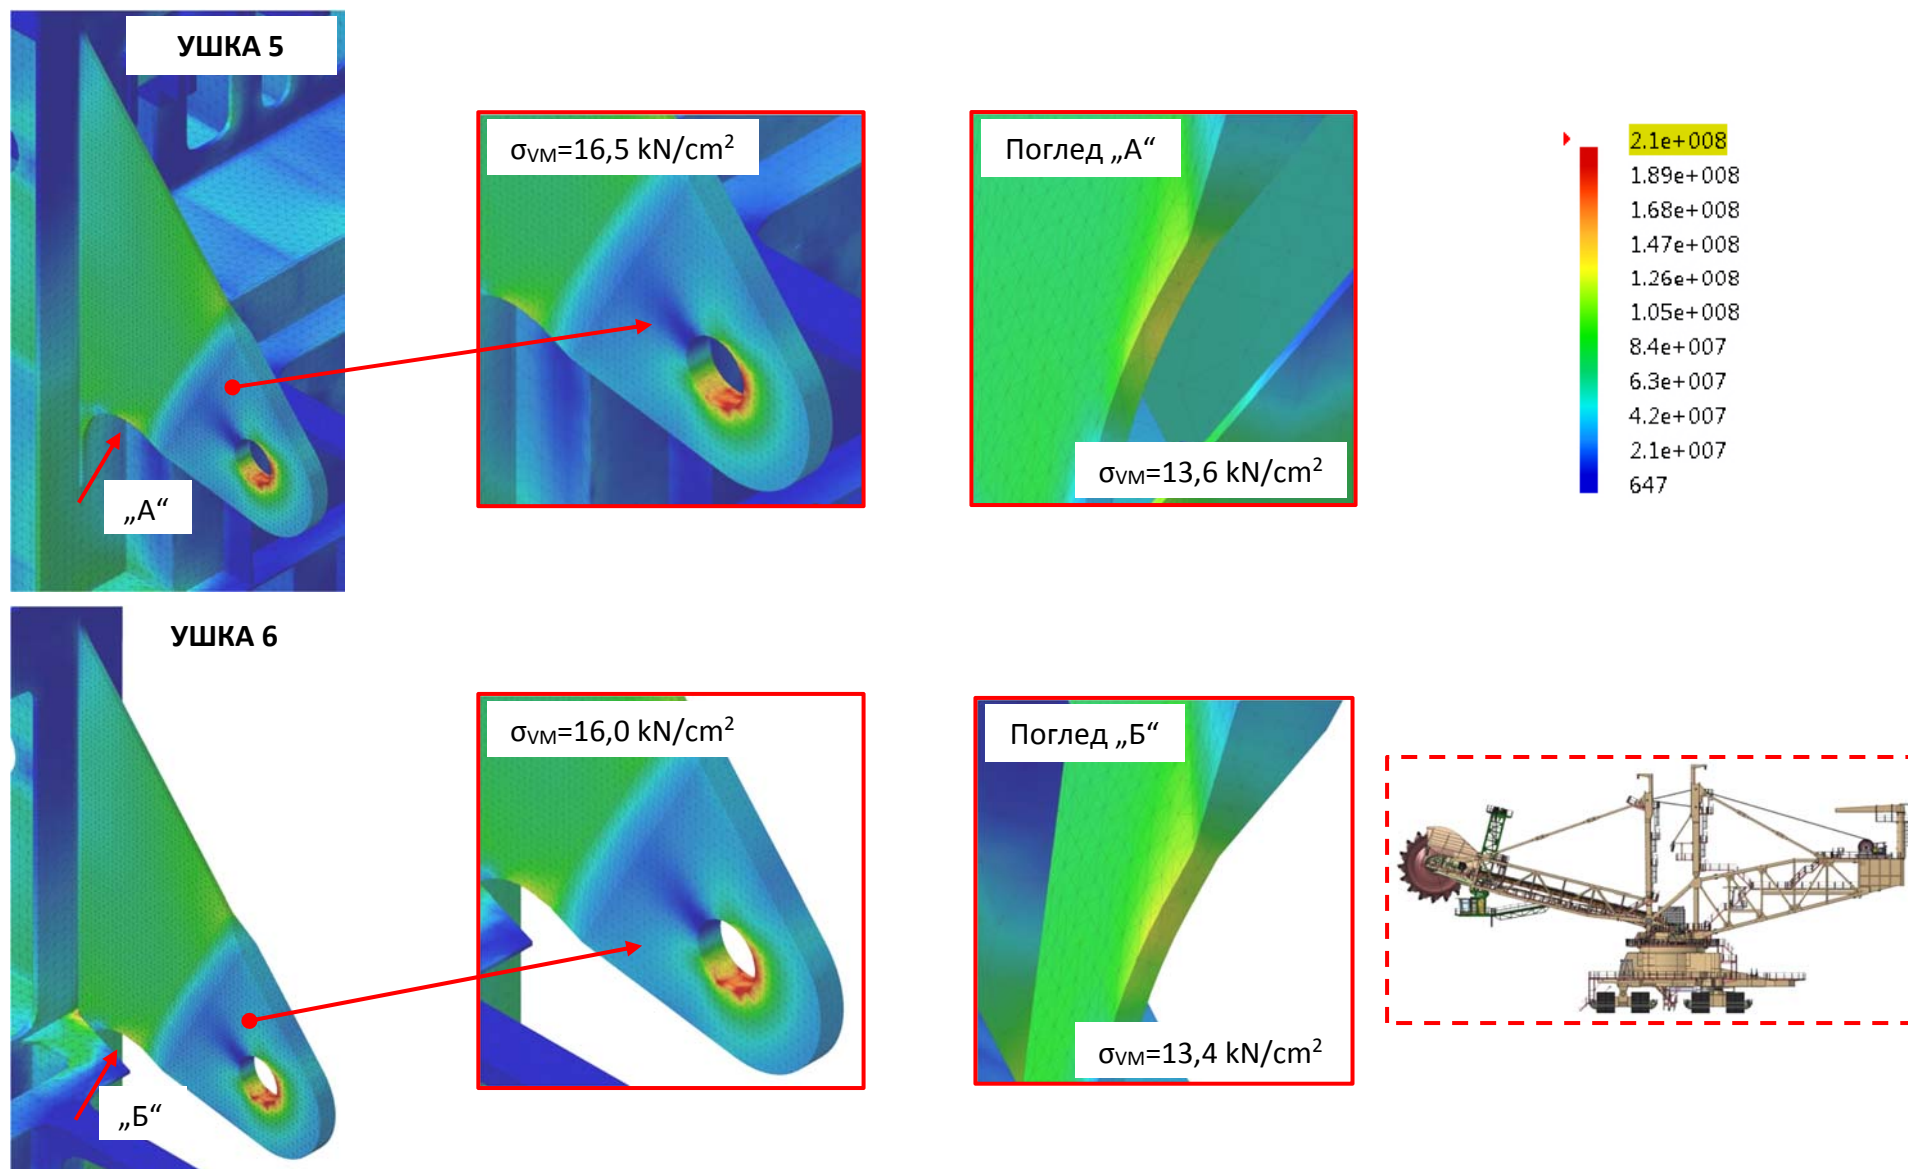 УШКА 5
σVM=16,5 kN/cm²
Поглед „А“
σVM=13,6 kN/cm²
„А“
2.1e+008
1.89e+008
1.68e+008
1.47e+008
1.26e+008
1.05e+008
8.4e+007
6.3e+007
4.2e+007
2.1e+007
647
УШКА 6
σVM=16,0 kN/cm²
Поглед „Б“
σVM=13,4 kN/cm²
„Б“